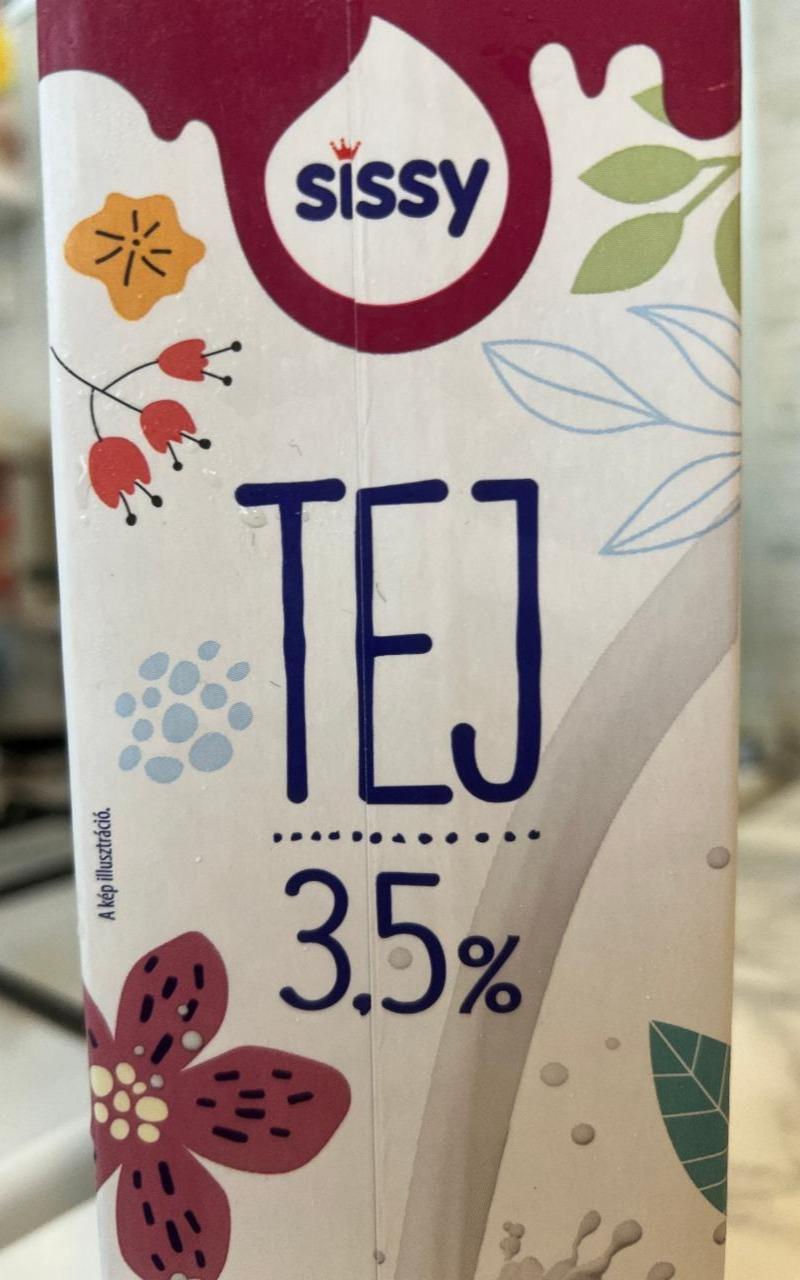 sissy
TEJ
3,5%
A kép illusztráció.